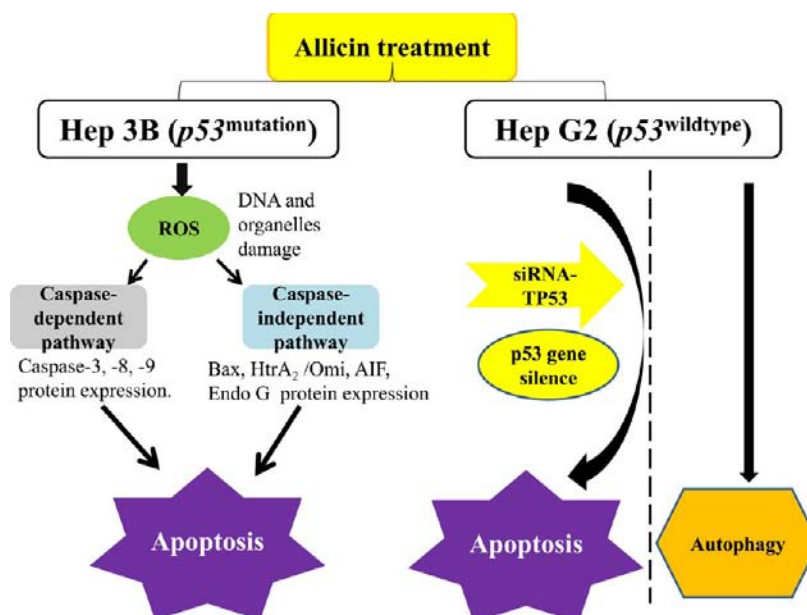 Allicin treatment
Hep 3B (p53mutation)
Hep G2 (p53wildtype)
ROS
DNA and
organelles
damage
Caspase-
dependent
pathway
Caspase-
independent
pathway
Caspase-3, -8, -9
protein expression.
Bax, HtrA2 /Omi, AIF,
Endo G protein expression
siRNA-
TP53
p53 gene
silence
Apoptosis
Apoptosis
Autophagy